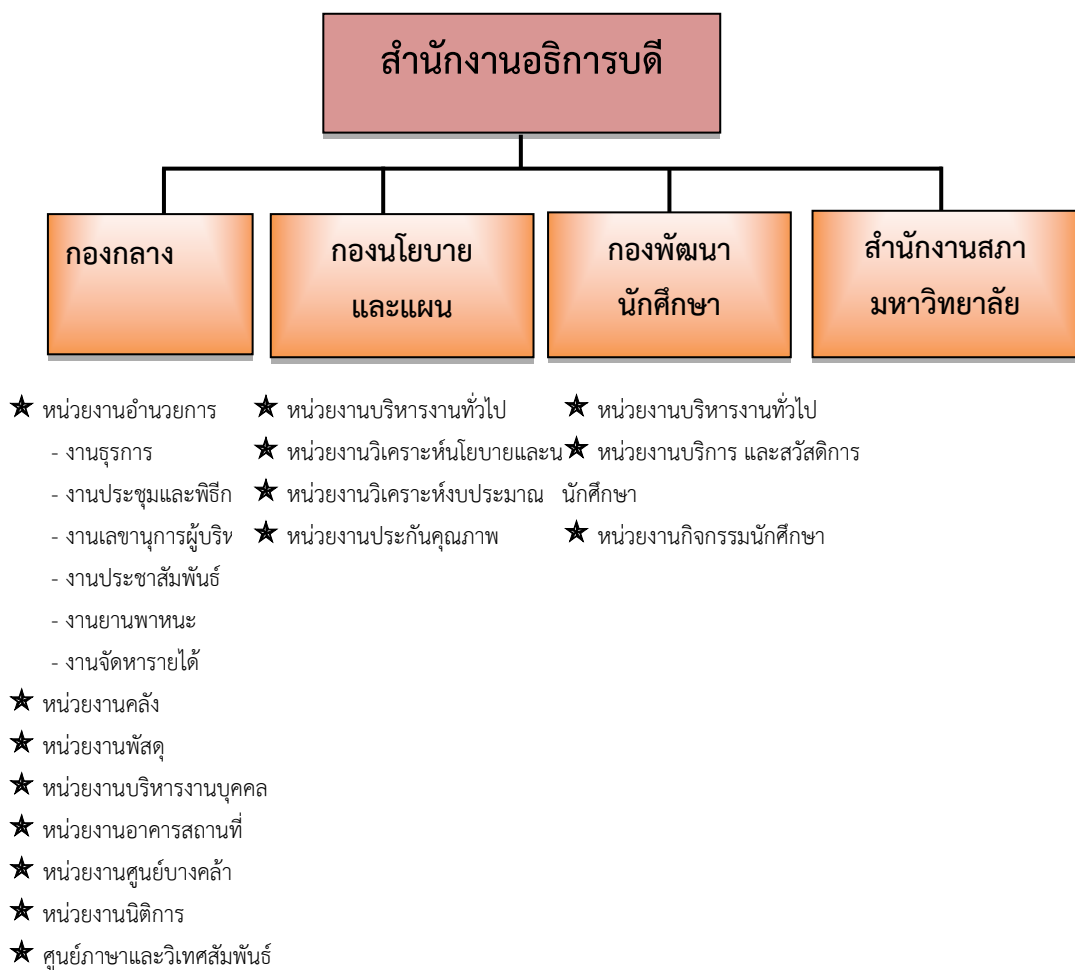 สำนักงานอธิการบดี
กองกลาง
กองนโยบาย
และแผน
กองพัฒนา
นักศึกษา
สำนักงานสภา
มหาวิทยาลัย
★ หน่วยงานอำนวยการ
- งานธุรการ
- งานประชุมและพิธีก
- งานเลขานุการผู้บริห
- งานประชาสัมพันธ์
- งานยานพาหนะ
- งานจัดหารายได้
★ หน่วยงานคลัง
★ หน่วยงานพัสดุ
★ หน่วยงานบริหารงานบุคคล
★ หน่วยงานอาคารสถานที่
★ หน่วยงานศูนย์บางคล้า
★ หน่วยงานนิติการ
★ ศูนย์ภาษาและวิเทศสัมพันธ์
★ หน่วยงานบริหารงานทั่วไป
★ หน่วยงานวิเคราะห์นโยบายและน
★ หน่วยงานวิเคราะห์งบประมาณ
★ หน่วยงานประกันคุณภาพ
★ หน่วยงานบริหารงานทั่วไป
★ หน่วยงานบริการ และสวัสดิการ
นักศึกษา
★ หน่วยงานกิจกรรมนักศึกษา